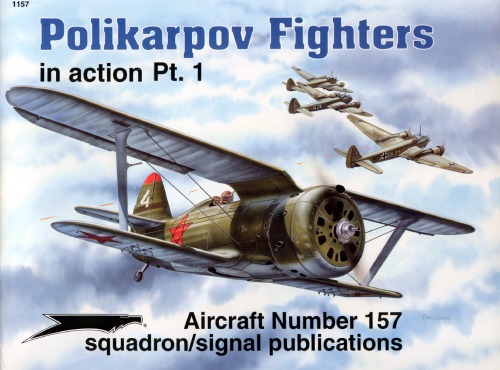 1157
Polikarpov Fighters
in action Pt. 1
4
Aircraft Number 157
squadron/signal publications